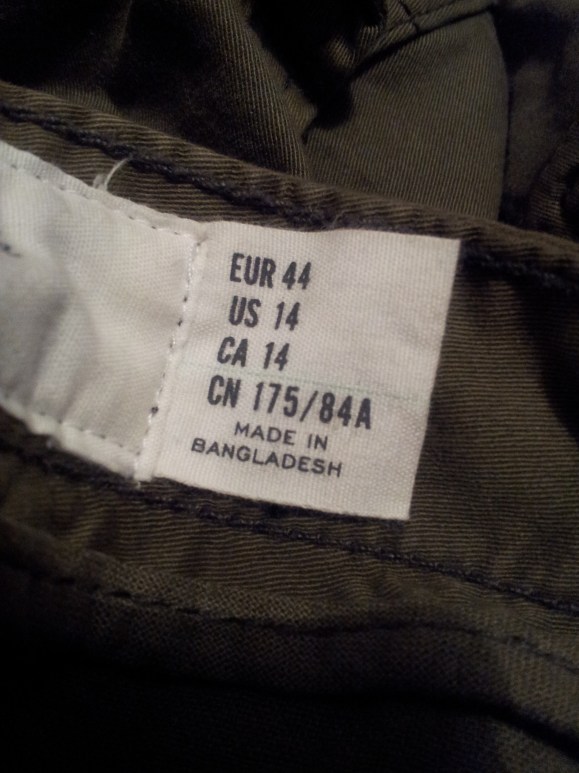 EUR 44
US 14
CA 14
CN 175/84A
MADE IN
BANGLADESH